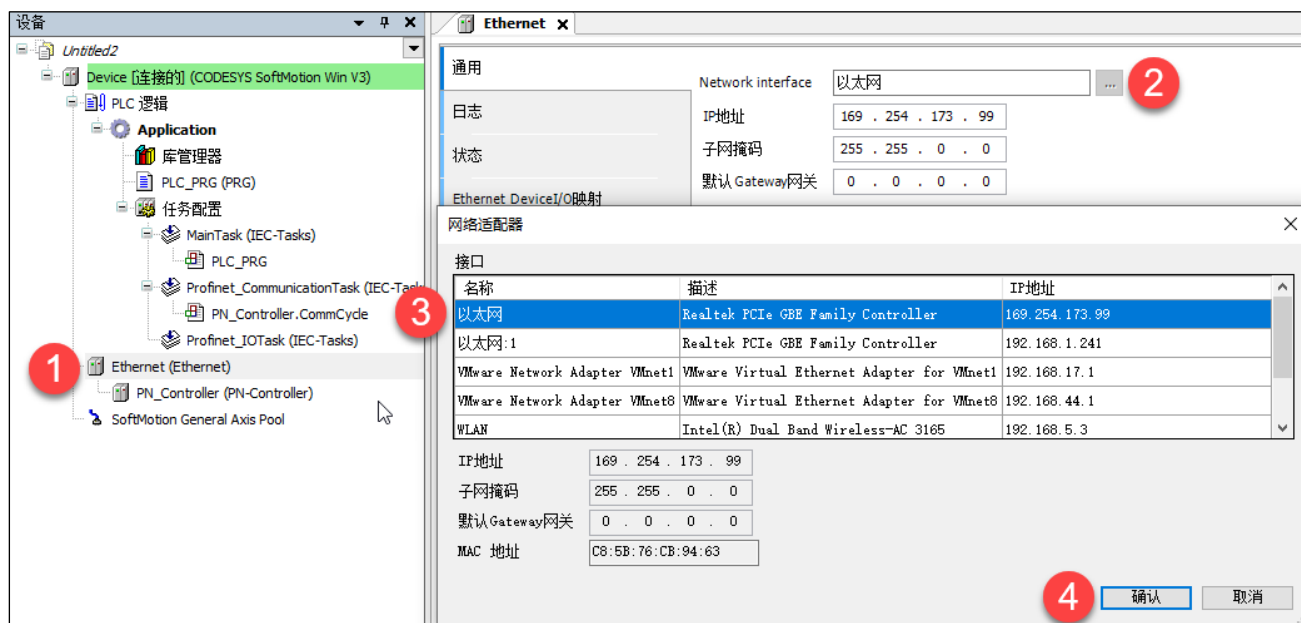 设备
Untitled2
Device [连接的] (CODESYS SoftMotion Win V3)
PLC 逻辑
Application
库管理器
PLC_PRG (PRG)
任务配置
MainTask (IEC-Tasks)
PLC_PRG
Profinet_CommunicationTask (IEC-Task
PN_Controller.CommCycle
Profinet_IOTask (IEC-Tasks)
1
Ethernet (Ethernet)
PN_Controller (PN-Controller)
SoftMotion General Axis Pool
Ethernet
通用
日志
状态
Ethernet DeviceI/O映射
Network interface 以太网 ... 2
IP地址 169 . 254 . 173 . 99
子网掩码 255 . 255 . 0 . 0
默认 Gateway网关 0 . 0 . 0 . 0
网络适配器
接口
名称 描述 IP地址
3 以太网 Realtek PCIe GBE Family Controller 169.254.173.99
以太网:1 Realtek PCIe GBE Family Controller 192.168.1.241
VMware Network Adapter VMnet1 VMware Virtual Ethernet Adapter for VMnet1 192.168.17.1
VMware Network Adapter VMnet8 VMware Virtual Ethernet Adapter for VMnet8 192.168.44.1
WLAN Intel(R) Dual Band Wireless-AC 3165 192.168.5.3
IP地址 169 . 254 . 173 . 99
子网掩码 255 . 255 . 0 . 0
默认Gateway网关 0 . 0 . 0 . 0
MAC 地址 C8:5B:76:CB:94:63
4 确认 取消